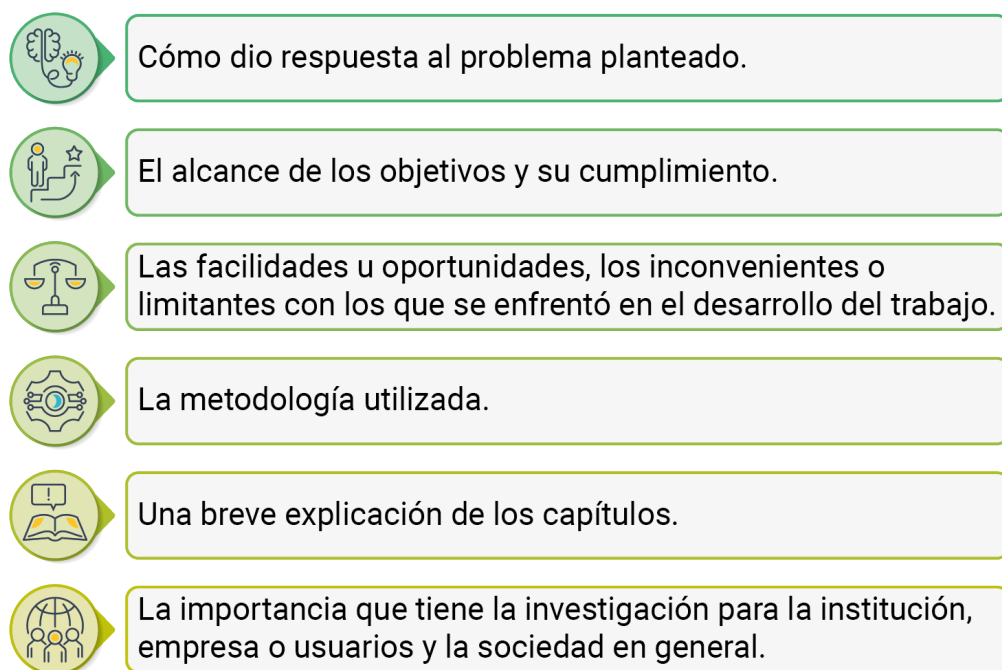 Cómo dio respuesta al problema planteado.
El alcance de los objetivos y su cumplimiento.
Las facilidades u oportunidades, los inconvenientes o
limitantes con los que se enfrentó en el desarrollo del trabajo.
La metodología utilizada.
Una breve explicación de los capítulos.
La importancia que tiene la investigación para la institución,
empresa o usuarios y la sociedad en general.